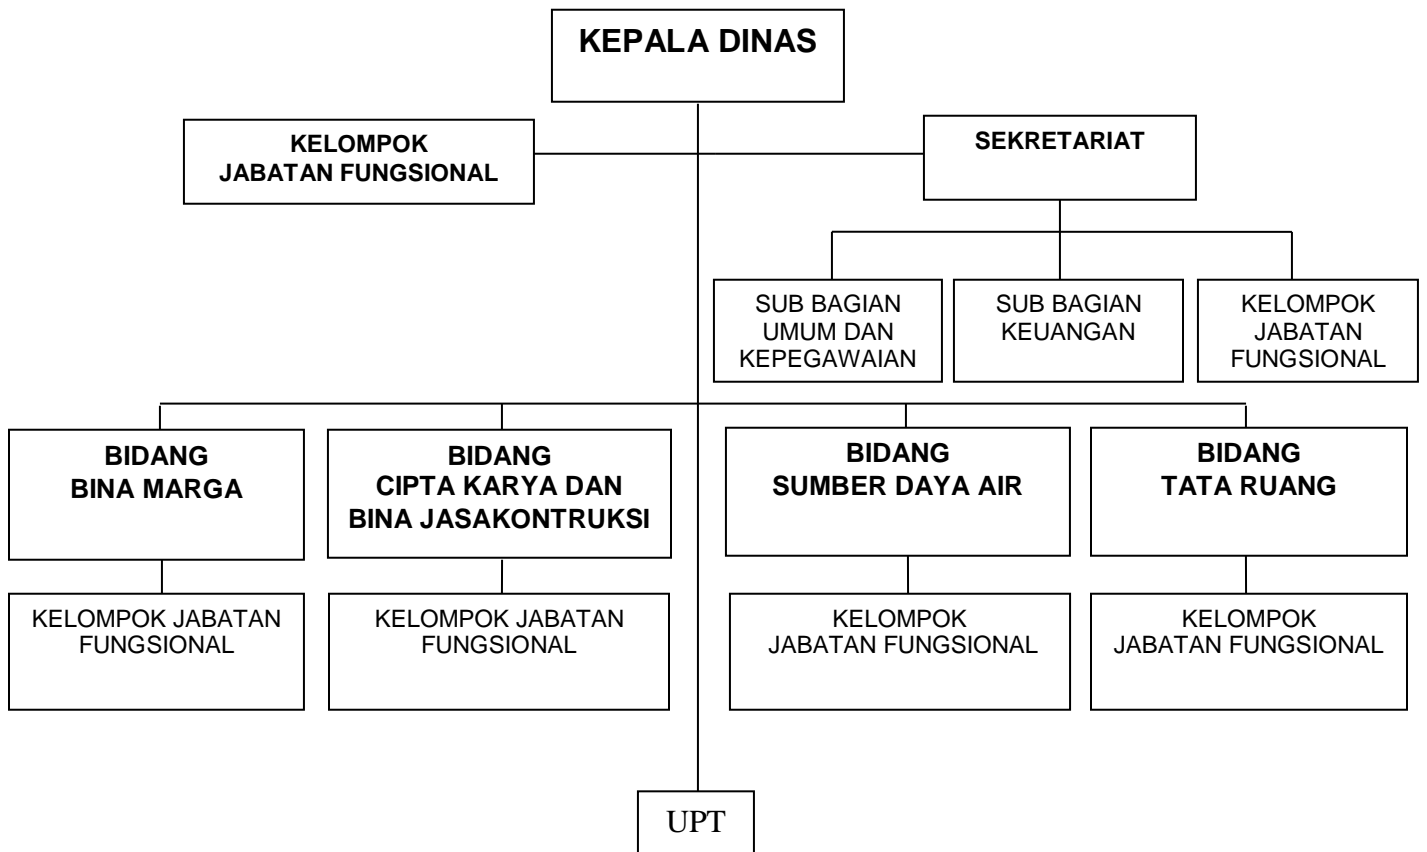 KEPALA DINAS
KELOMPOK
JABATAN FUNGSIONAL
SEKRETARIAT
SUB BAGIAN
UMUM DAN
KEPEGAWAIAN
SUB BAGIAN
KEUANGAN
KELOMPOK
JABATAN
FUNGSIONAL
BIDANG
BINA MARGA
BIDANG
CIPTA KARYA DAN
BINA JASAKONTRUKSI
BIDANG
SUMBER DAYA AIR
BIDANG
TATA RUANG
KELOMPOK JABATAN
FUNGSIONAL
KELOMPOK JABATAN
FUNGSIONAL
KELOMPOK
JABATAN FUNGSIONAL
KELOMPOK
JABATAN FUNGSIONAL
UPT